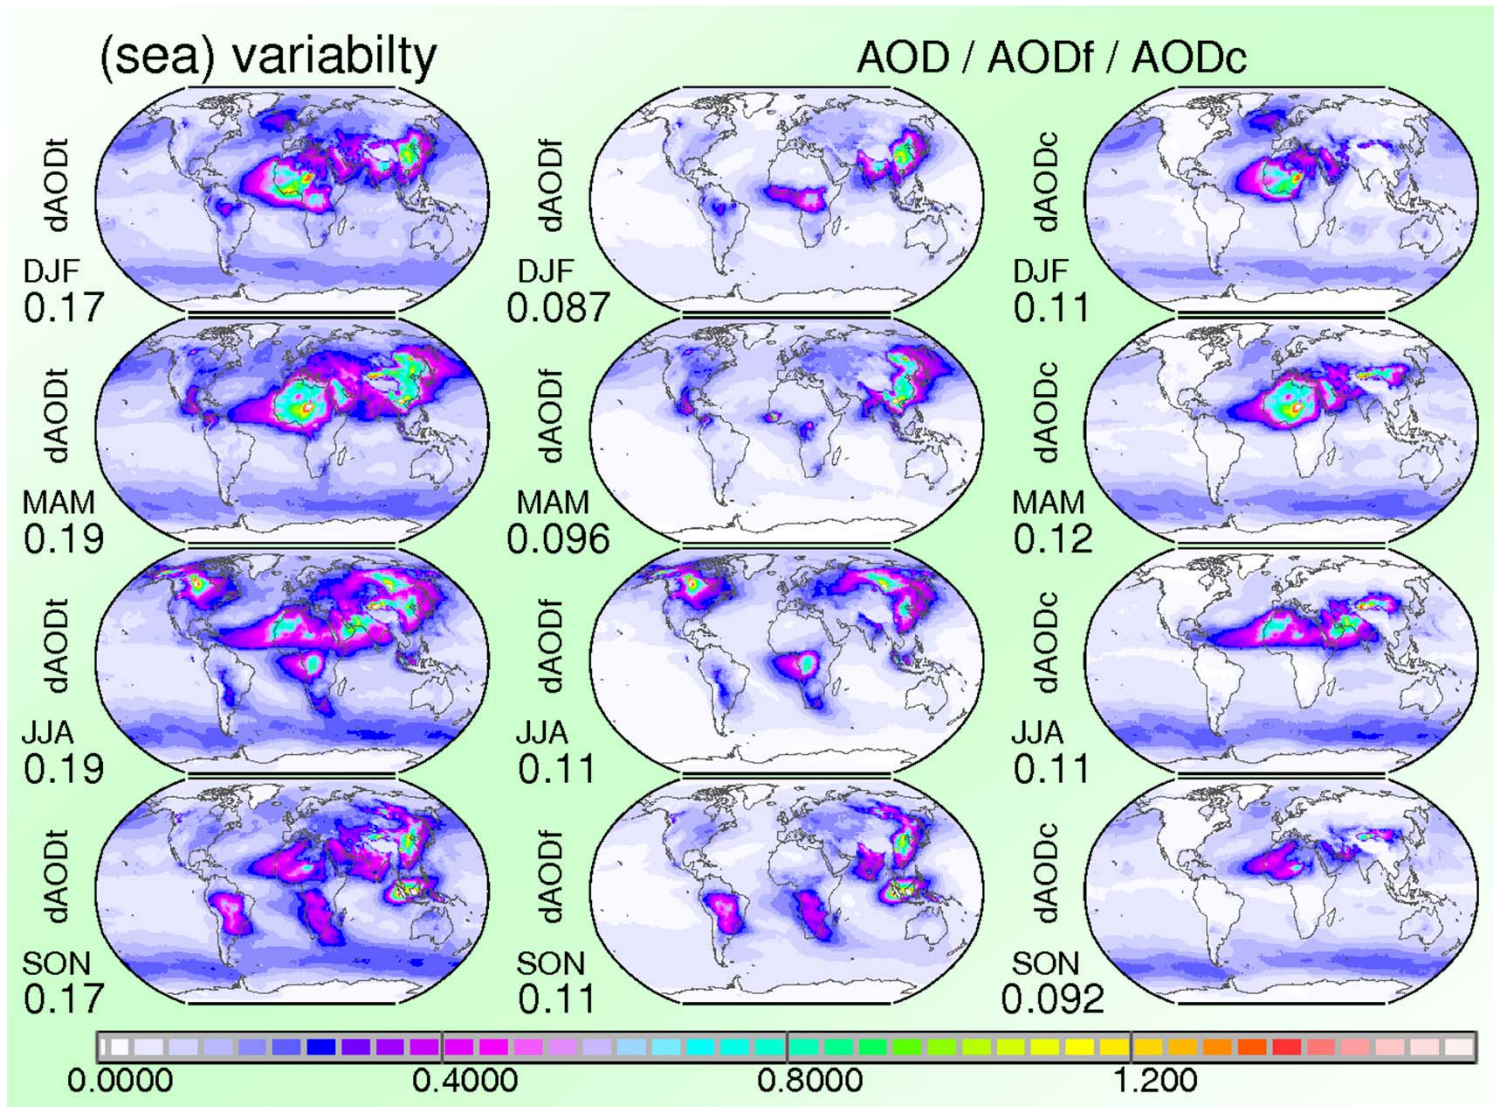 (sea) variabilty
AOD / AODf / AODc
dAODt
DJF
0.17
dAODf
DJF
0.087
dAODc
DJF
0.11
dAODt
MAM
0.19
dAODf
MAM
0.096
dAODc
MAM
0.12
dAODt
JJA
0.19
dAODf
JJA
0.11
dAODc
JJA
0.11
dAODt
SON
0.17
dAODf
SON
0.11
dAODc
SON
0.092
0.0000 0.4000 0.8000 1.200